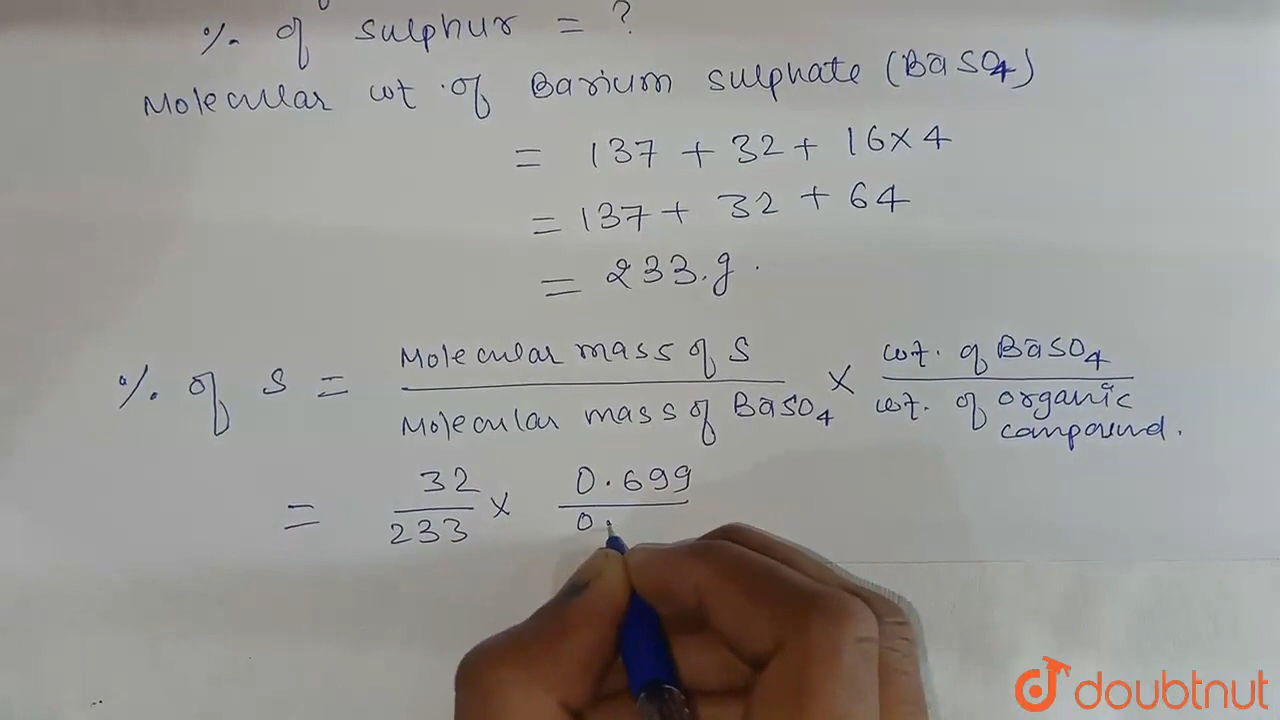 %. of sulphur = ?
Molecular wt. of Barium sulphate (BaSO4)
= 137 + 32 + 16×4
= 137 + 32 + 64
= 233.g.
%. of S = Molecular mass of S / Molecular mass of BaSO4 × wt. of BaSO4 / wt. of organic compound.
= 32/233 × 0.699/0.
doubtnut